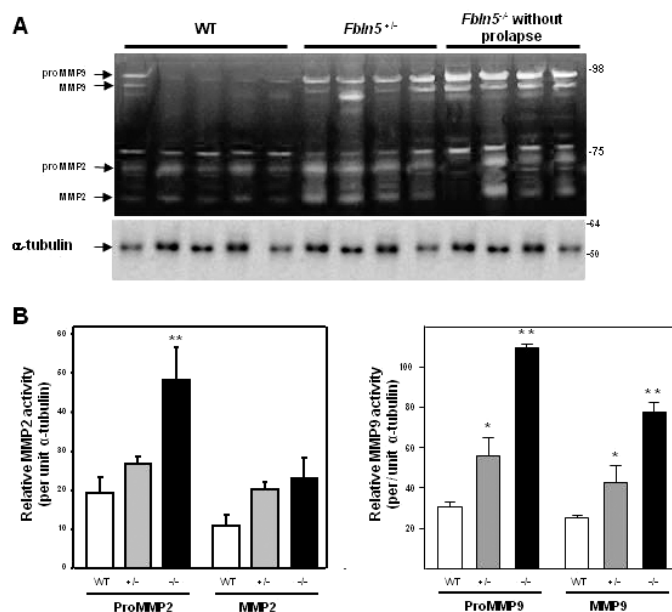 A
WT
Fbln5 +/-
Fbln5-/- without
prolapse
proMMP9
MMP9
proMMP2
MMP2
α-tubulin
-98
-75
-64
-50
B
Relative MMP2 activity
(per unit α-tubulin)
60
50
40
30
20
10
0
**
WT +/- -/- WT +/- -/-
ProMMP2 MMP2
Relative MMP9 activity
(per/ unit α-tubulin)
100
80
60
40
20
*
**
*
**
WT +/- -/- WT +/- -/-
ProMMP9 MMP9